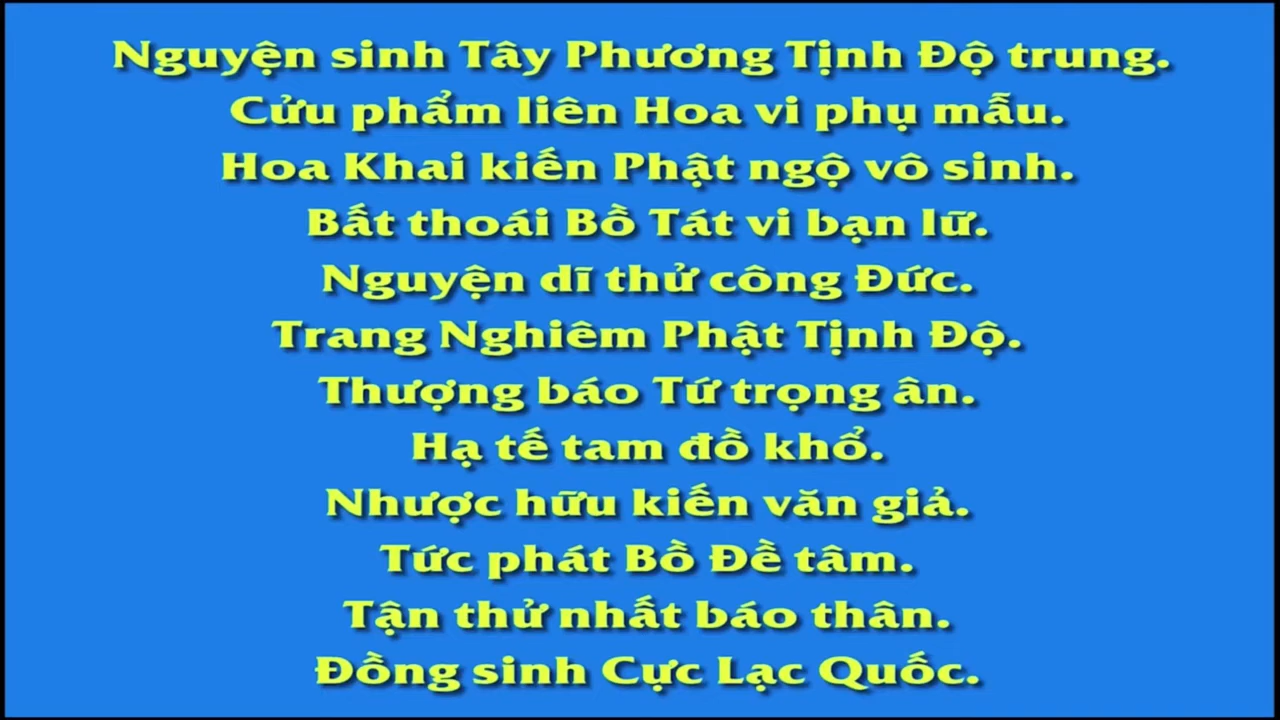 Nguyện sinh Tây Phương Tịnh Độ trung.
Cửu phẩm liên Hoa vi phụ mẫu.
Hoa Khai kiến Phật ngộ vô sinh.
Bất thoái Bồ Tát vi bạn lữ.
Nguyện dĩ thử công Đức.
Trang Nghiêm Phật Tịnh Độ.
Thượng báo Tứ trọng ân.
Hạ tế tam đồ khổ.
Nhược hữu kiến văn giả.
Tức phát Bồ Đề tâm.
Tận thử nhất báo thân.
Đồng sinh Cực Lạc Quốc.